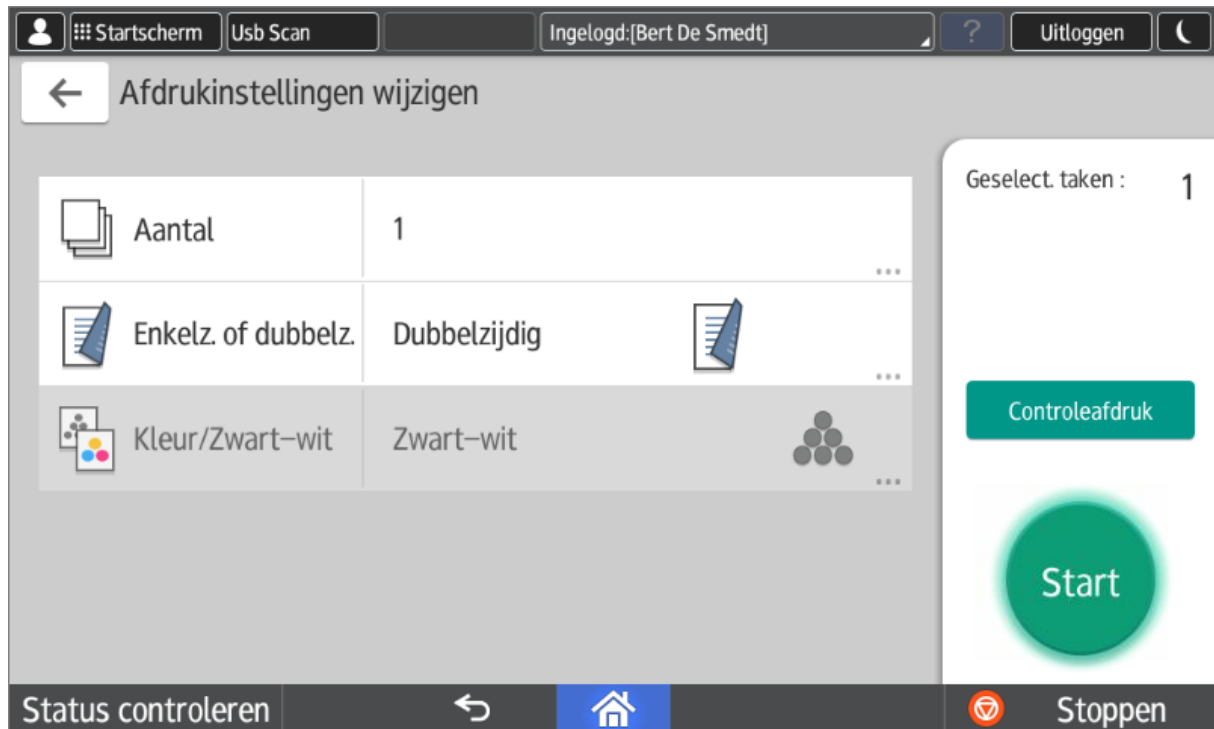 Startscherm Usb Scan Ingelogd:[Bert De Smedt] ? Uitloggen
Afdrukinstellingen wijzigen
Geselect. taken : 1
Aantal 1
Enkelz. of dubbelz. Dubbelzijdig
Controleafdruk
Kleur/Zwart-wit Zwart-wit
Start
Status controleren Stoppen